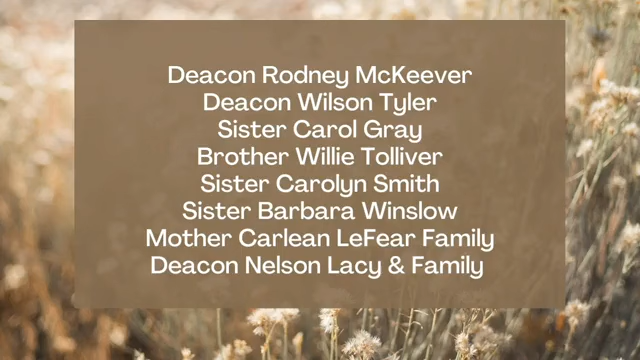 Deacon Rodney McKeever
Deacon Wilson Tyler
Sister Carol Gray
Brother Willie Tolliver
Sister Carolyn Smith
Sister Barbara Winslow
Mother Carlean LeFear Family
Deacon Nelson Lacy & Family